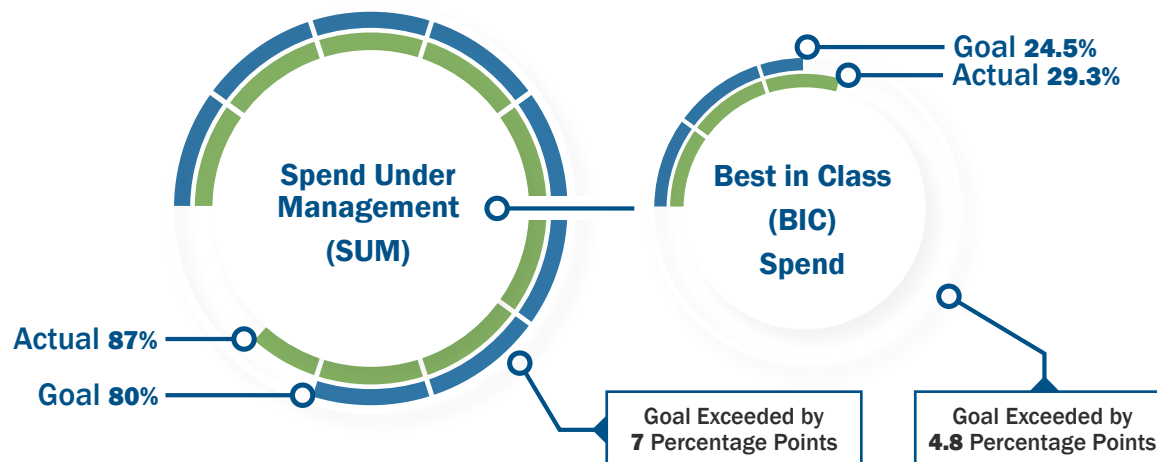 Spend Under
Management
(SUM)
Actual 87%
Goal 80%
Goal Exceeded by
7 Percentage Points
Goal 24.5%
Actual 29.3%
Best in Class
(BIC)
Spend
Goal Exceeded by
4.8 Percentage Points